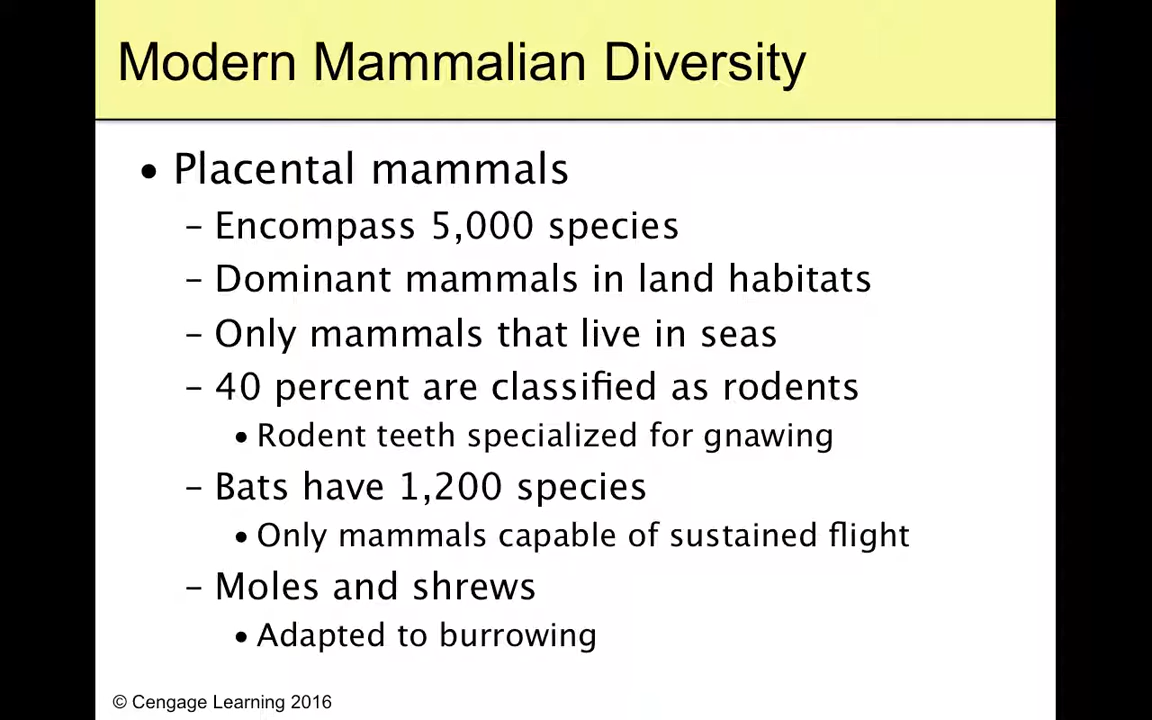 Modern Mammalian Diversity
• Placental mammals
– Encompass 5,000 species
– Dominant mammals in land habitats
– Only mammals that live in seas
– 40 percent are classified as rodents
• Rodent teeth specialized for gnawing
– Bats have 1,200 species
• Only mammals capable of sustained flight
– Moles and shrews
• Adapted to burrowing
© Cengage Learning 2016